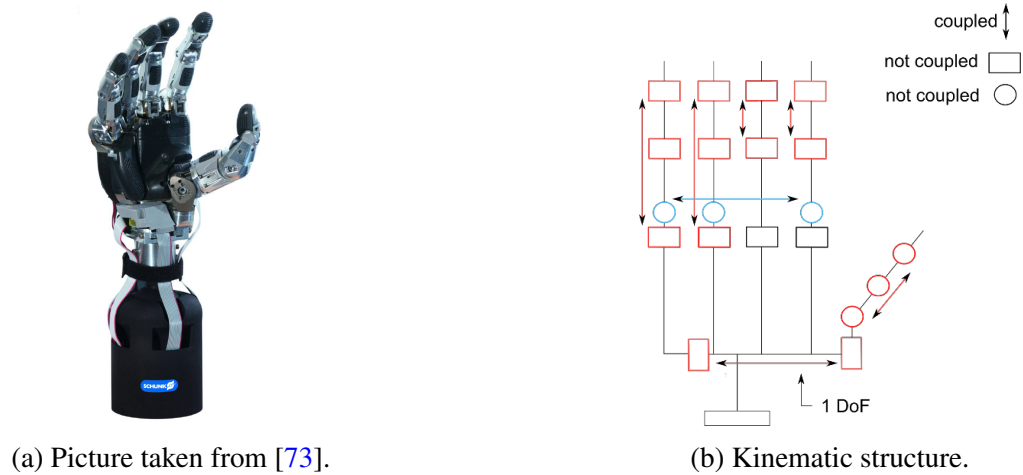 SCHUNK
coupled
not coupled
not coupled
1 DoF
(a) Picture taken from [73].
(b) Kinematic structure.